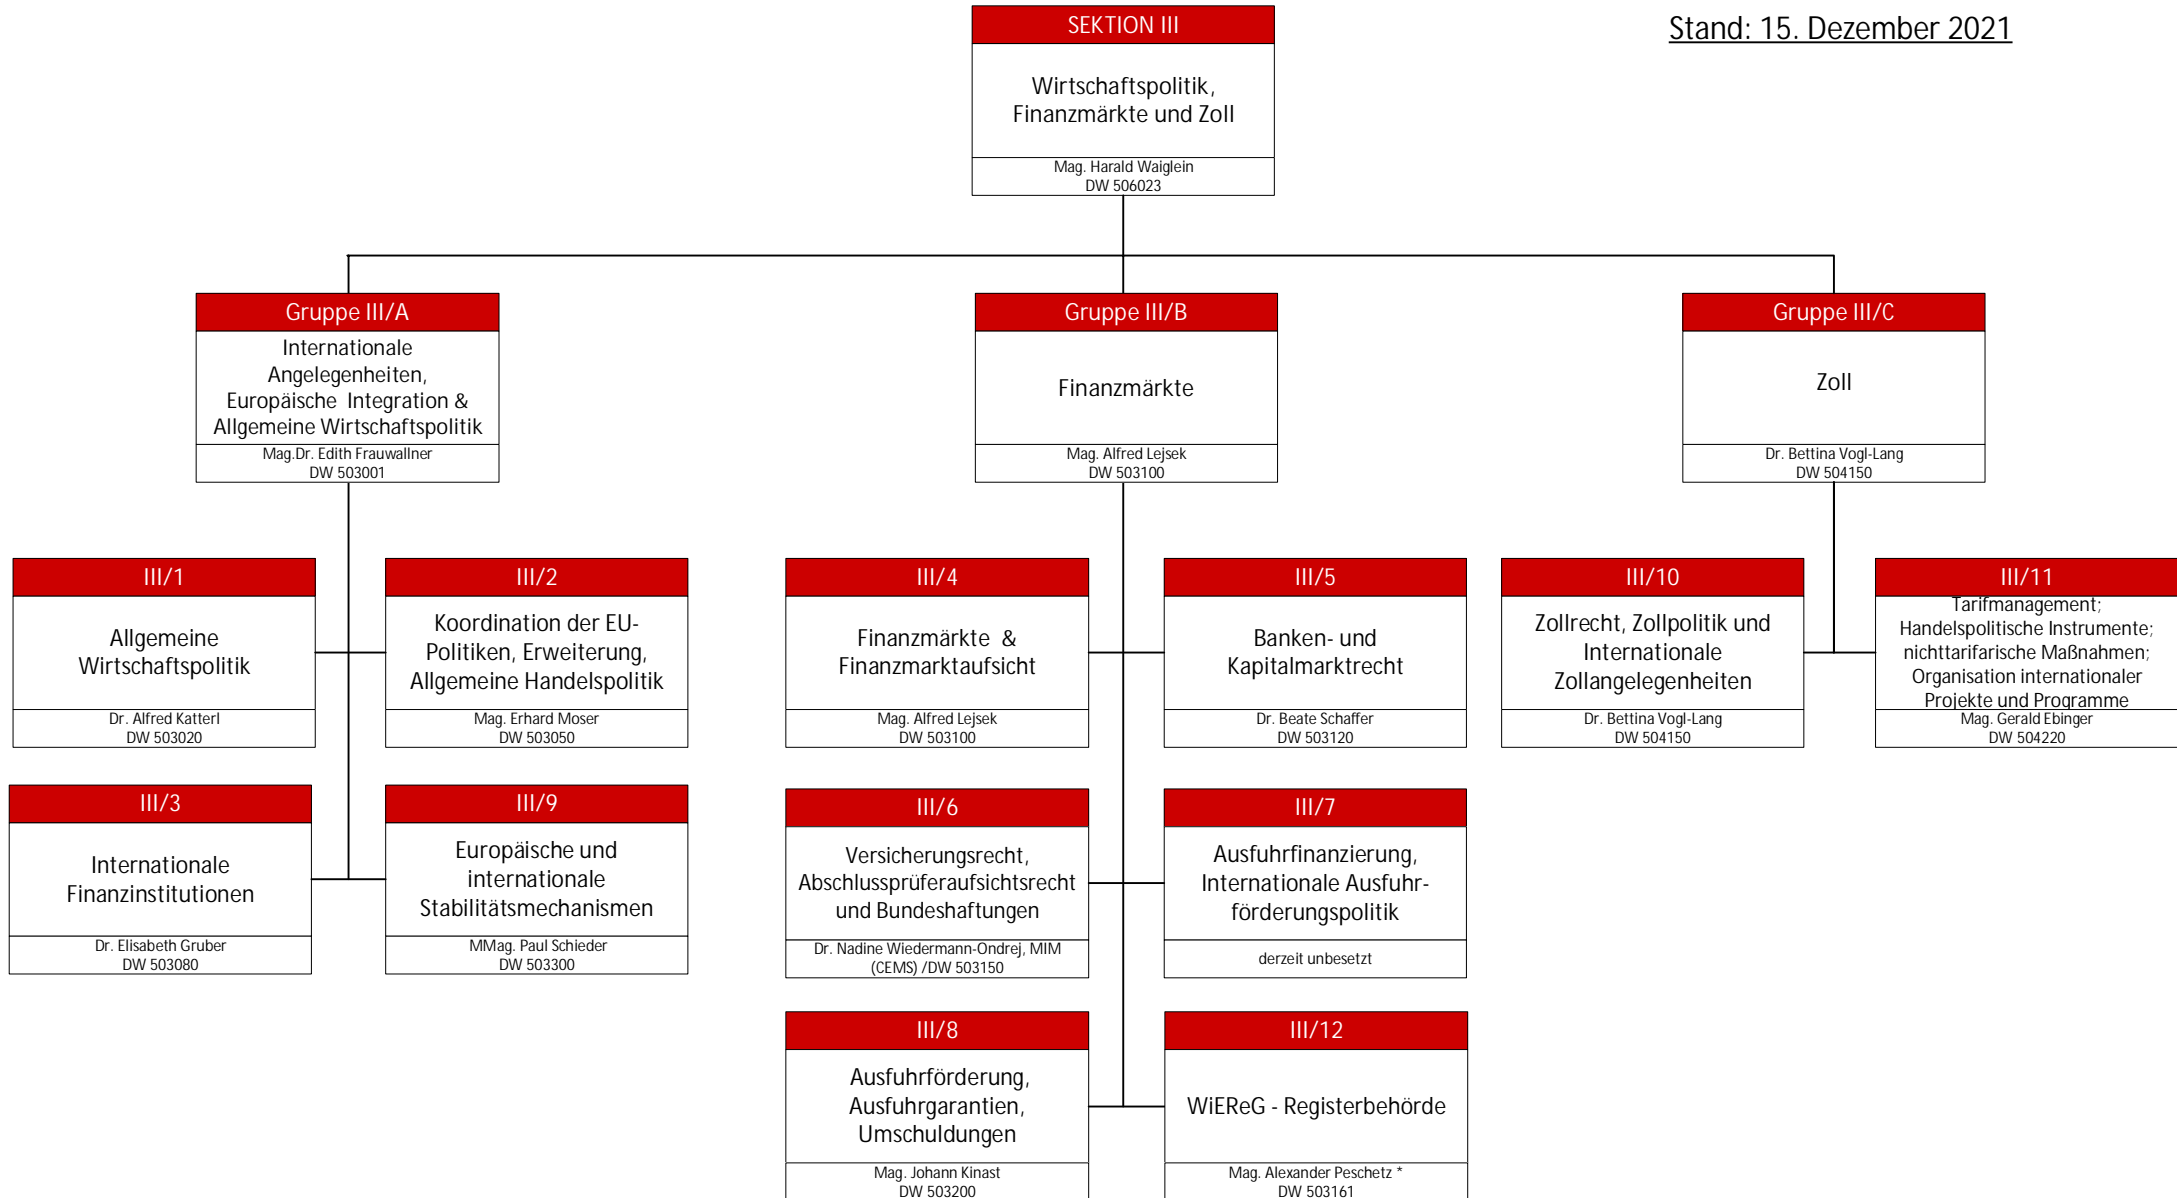 SEKTION III
Stand: 15. Dezember 2021
Wirtschaftspolitik,
Finanzmärkte und Zoll
Mag. Harald Waiglein
DW 506023
Gruppe III/A
Internationale
Angelegenheiten,
Europäische Integration &
Allgemeine Wirtschaftspolitik
Mag.Dr. Edith Frauwallner
DW 503001
Gruppe III/B
Finanzmärkte
Mag. Alfred Lejsek
DW 503100
Gruppe III/C
Zoll
Dr. Bettina Vogl-Lang
DW 504150
III/1
Allgemeine
Wirtschaftspolitik
Dr. Alfred Katterl
DW 503020
III/2
Koordination der EU-
Politiken, Erweiterung,
Allgemeine Handelspolitik
Mag. Erhard Moser
DW 503050
III/4
Finanzmärkte &
Finanzmarktaufsicht
Mag. Alfred Lejsek
DW 503100
III/5
Banken- und
Kapitalmarktrecht
Dr. Beate Schaffer
DW 503120
III/10
Zollrecht, Zollpolitik und
Internationale
Zollangelegenheiten
Dr. Bettina Vogl-Lang
DW 504150
III/11
Tarifmanagement;
Handelspolitische Instrumente;
nichttarifarische Maßnahmen;
Organisation internationaler
Projekte und Programme
Mag. Gerald Ebinger
DW 504220
III/3
Internationale
Finanzinstitutionen
Dr. Elisabeth Gruber
DW 503080
III/9
Europäische und
internationale
Stabilitätsmechanismen
MMag. Paul Schieder
DW 503300
III/6
Versicherungsrecht,
Abschlussprüferaufsichtsrecht
und Bundeshaftungen
Dr. Nadine Wiedermann-Ondrej, MIM
(CEMS) /DW 503150
III/7
Ausfuhrfinanzierung,
Internationale Ausfuhr-
förderungspolitik
derzeit unbesetzt
III/8
Ausfuhrförderung,
Ausfuhrgarantien,
Umschuldungen
Mag. Johann Kinast
DW 503200
III/12
WiEReG - Registerbehörde
Mag. Alexander Peschetz *
DW 503161